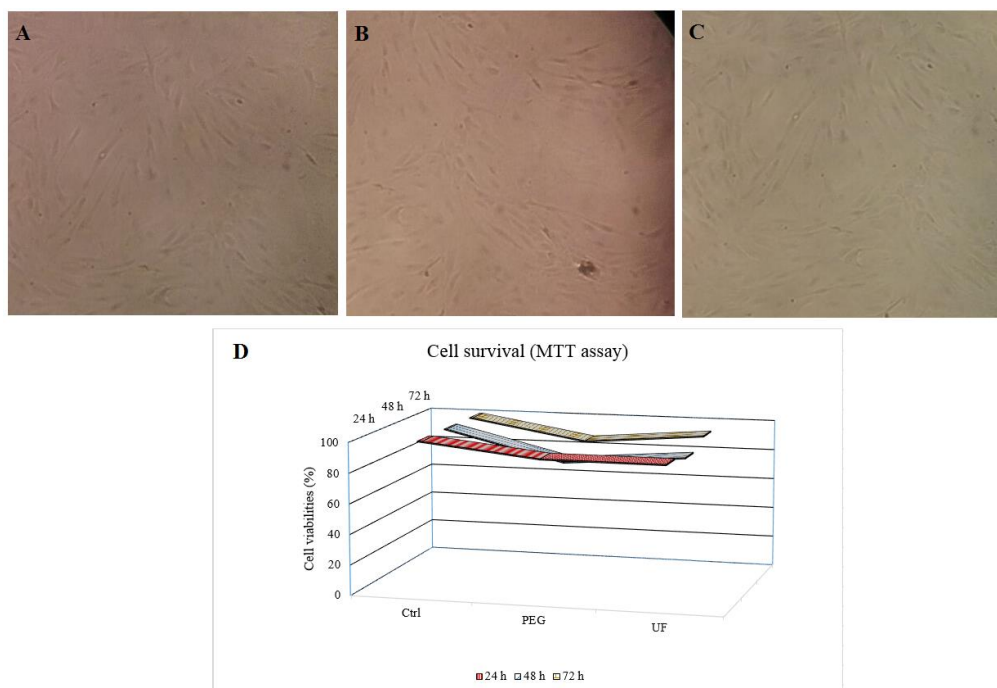 A
B
C
D
Cell survival (MTT assay)
72 h
48 h
24 h
100
80
60
40
20
0
Cell viabilities (%)
Ctrl
PEG
UF
24 h 48 h 72 h